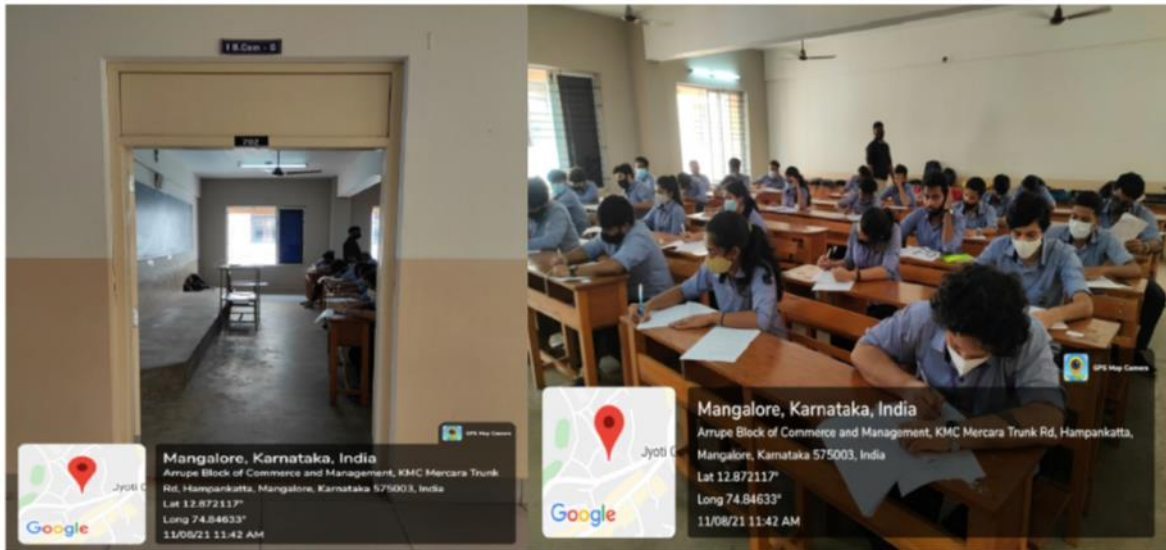 I B.Com - G
202
GPS Map Camera
Jyoti
Google
Mangalore, Karnataka, India
Arrupe Block of Commerce and Management, KMC Mercara Trunk
Rd, Hampankatta, Mangalore, Karnataka 575003, India
Lat 12.872117°
Long 74.84633°
11/08/21 11:42 AM
GPS Map Camera
Jyoti
Google
Mangalore, Karnataka, India
Arrupe Block of Commerce and Management, KMC Mercara Trunk Rd, Hampankatta,
Mangalore, Karnataka 575003, India
Lat 12.872117°
Long 74.84633°
11/08/21 11:42 AM